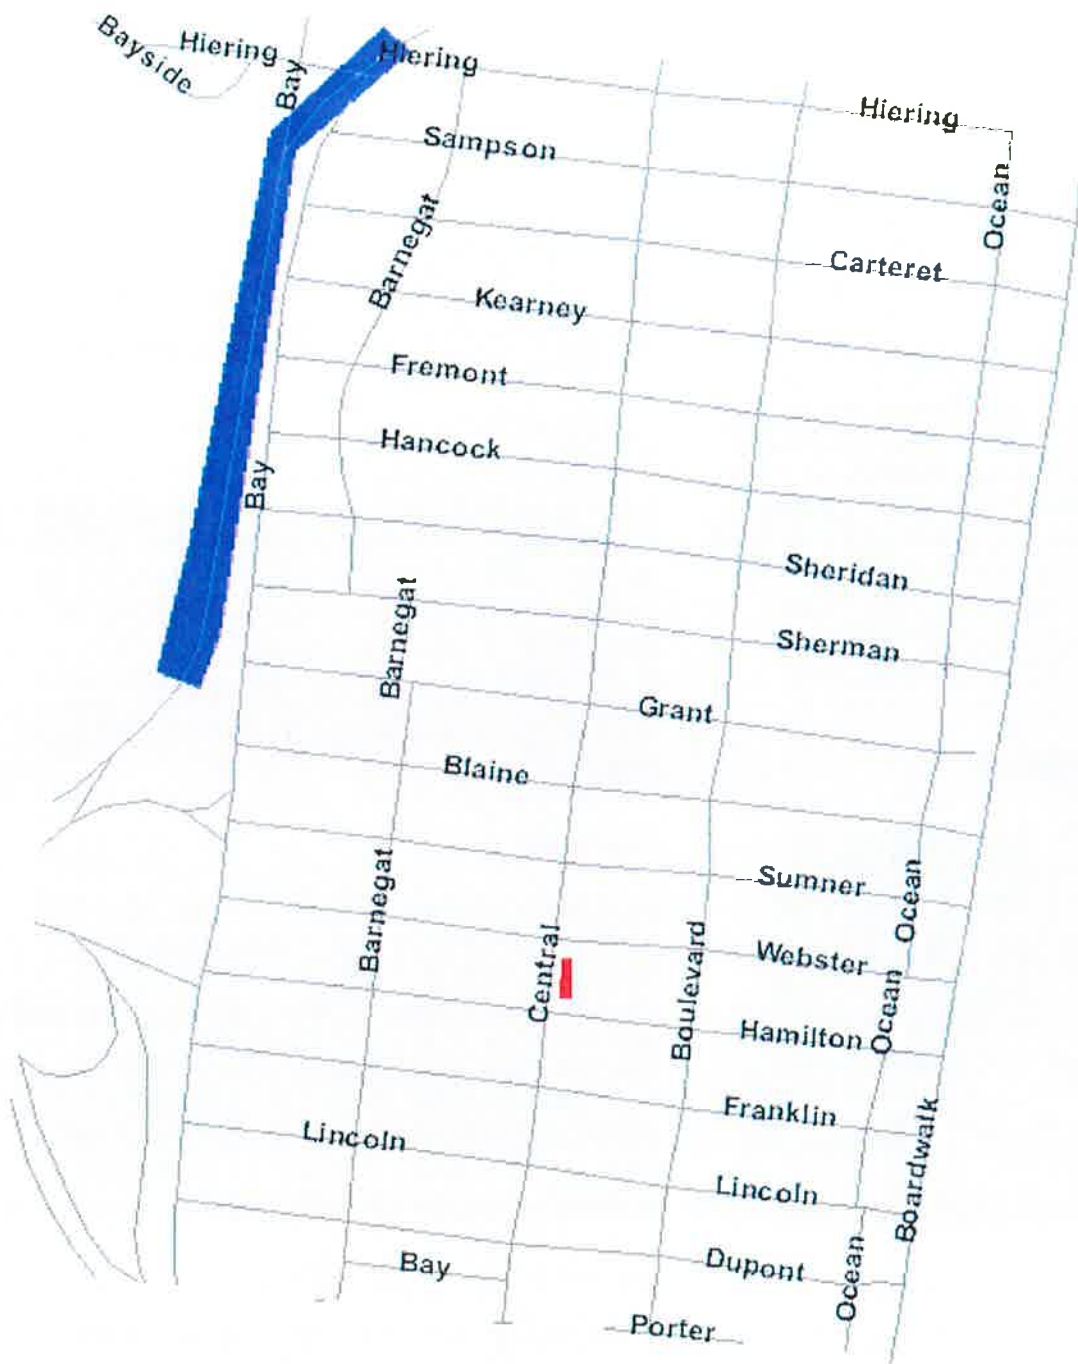 Bayside
Hiering
Hiering
Bay
Hiering
Sampson
Ocean
Barnegat
Carteret
Kearney
Fremont
Hancock
Bay
Sheridan
Barnegat
Sherman
Grant
Blaine
Sumner
Ocean
Barnegat
Central
Boulevard
Webster
Ocean
Hamilton
Franklin
Boardwalk
Lincoln
Lincoln
Ocean
Bay
Dupont
Porter